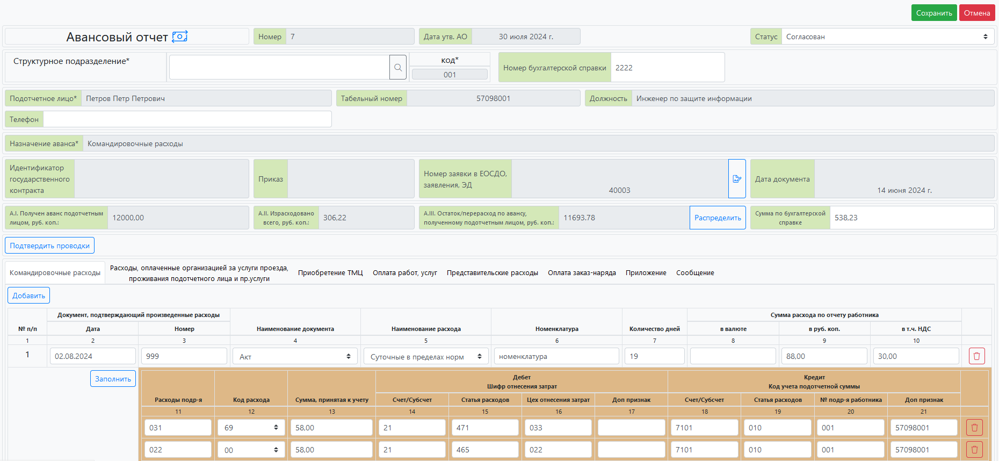 Сохранить Отмена
Авансовый отчет Номер 7 Дата утв. АО 30 июля 2024 г. Статус Согласован
Структурное подразделение* код* 001 Номер бухгалтерской справки 2222
Подотчетное лицо* Петров Петр Петрович Табельный номер 57098001 Должность Инженер по защите информации
Телефон
Назначение аванса* Командировочные расходы
Идентификатор
государственного
контракта
Приказ
Номер заявки в ЕОСДО,
заявления, ЭД
40003
Дата документа 14 июня 2024 г.
А.I. Получен аванс подотчетным
лицом, руб. коп.:
12000,00
А.II. Израсходовано
всего, руб. коп.:
306,22
А.III. Остаток/перерасход по авансу,
полученному подотчетным лицом, руб. коп.:
11693.78
Распределить
Сумма по бухгалтерской
справке
538,23
Подтвердить проводки
Командировочные расходы
Расходы, оплаченные организацией за услуги проезда,
проживания подотчетного лица и пр.услуги
Приобретение ТМЦ Оплата работ, услуг Представительские расходы Оплата заказ-наряда Приложение Сообщение
Добавить
Документ, подтверждающий произведенные расходы Сумма расхода по отчету работника
№ п/п Дата Номер Наименование документа Наименование расхода Номенклатура Количество дней в валюте в руб. коп. в т.ч. НДС
1 2 3 4 5 6 7 8 9 10
1 02.08.2024 999 Акт Суточные в пределах норм номенклатура 19 88,00 30,00
Заполнить
Дебет Кредит
Шифр отнесения затрат Код учета подотчетной суммы
Расходы подр-я Код расхода Сумма, принятая к учету Счет/Субсчет Статья расходов Цех отнесения затрат Доп признак Счет/Субсчет Статья расходов № подр-я работника Доп признак
11 12 13 14 15 16 17 18 19 20 21
031 69 58,00 21 471 033 7101 010 001 57098001
022 00 58,00 21 465 022 7101 010 001 57098001